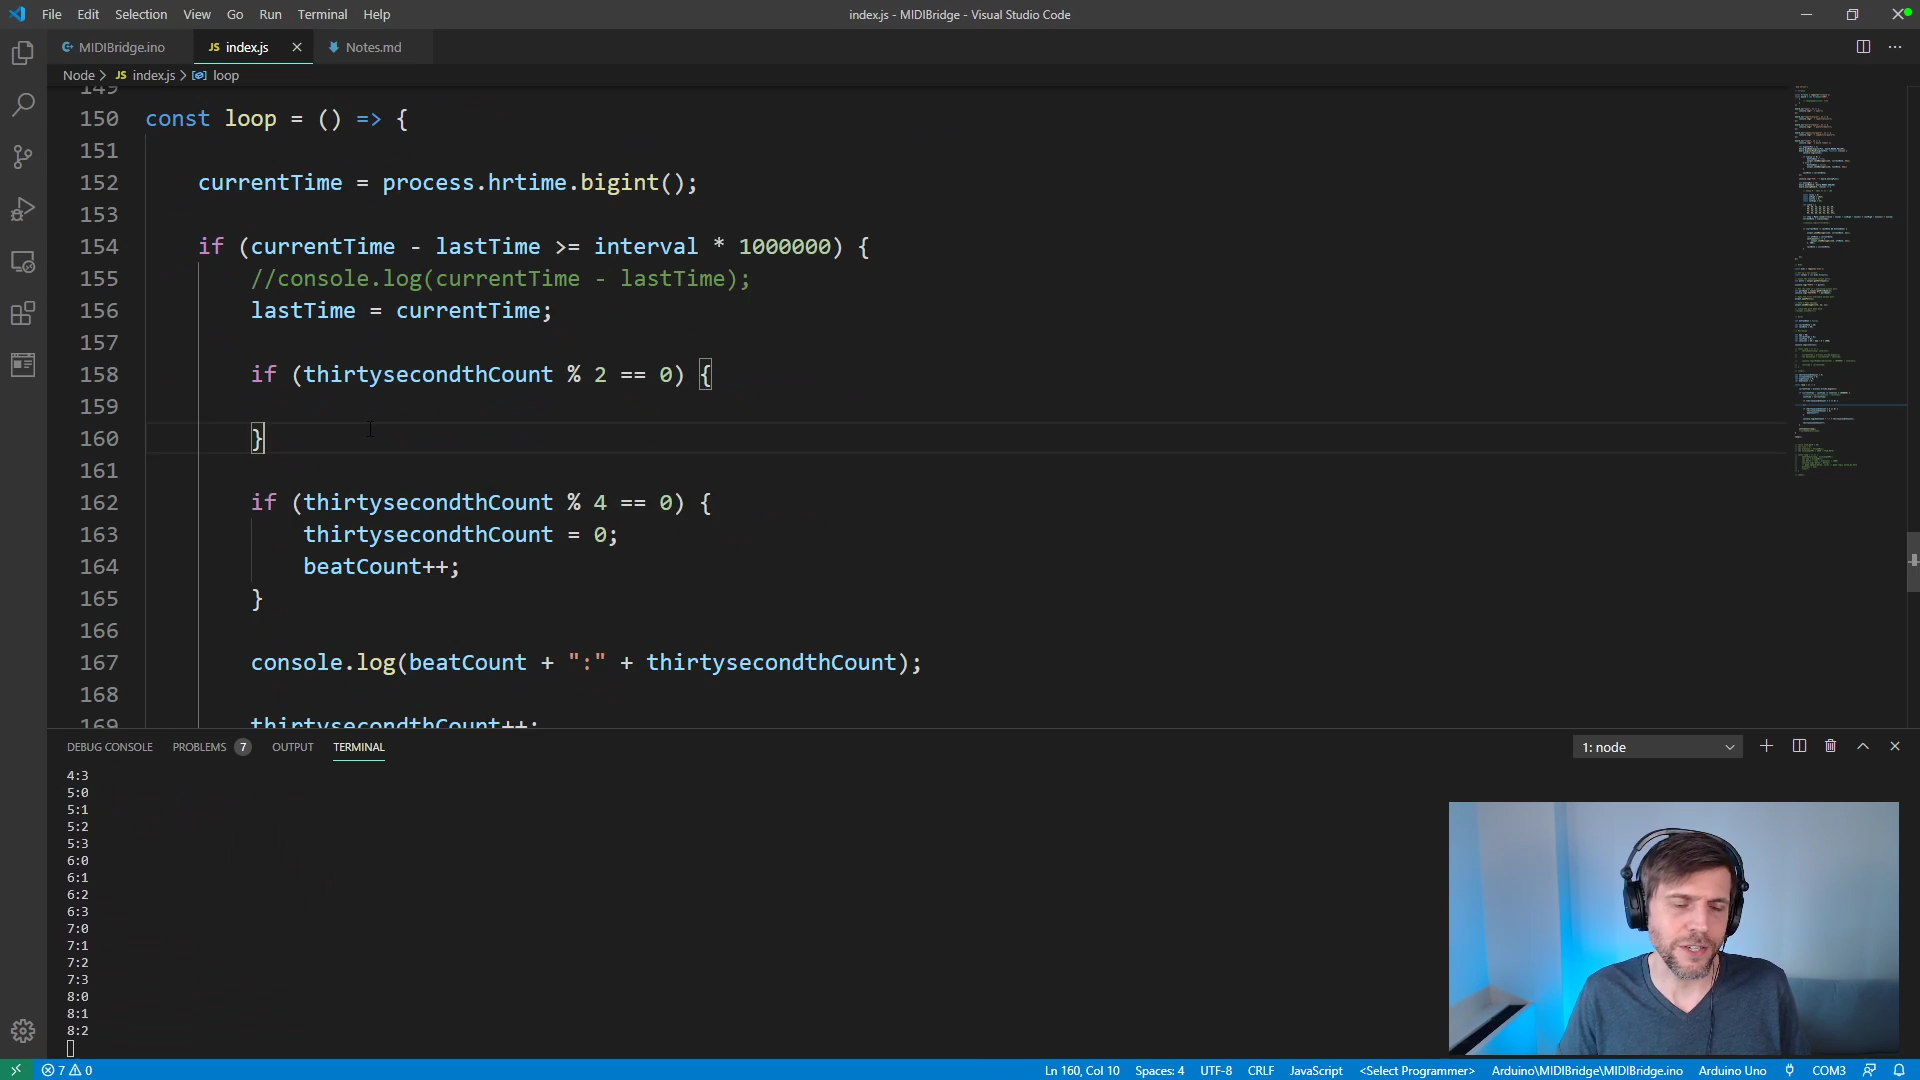 File Edit Selection View Go Run Terminal Help
index.js - MIDIBridge - Visual Studio Code
MIDIBridge.ino
JS index.js
Notes.md
Node > JS index.js > loop
149
150 const loop = () => {
151
152 currentTime = process.hrtime.bigint();
153
154 if (currentTime - lastTime >= interval * 1000000) {
155 //console.log(currentTime - lastTime);
156 lastTime = currentTime;
157
158 if (thirtysecondthCount % 2 == 0) {
159
160 }
161
162 if (thirtysecondthCount % 4 == 0) {
163 thirtysecondthCount = 0;
164 beatCount++;
165 }
166
167 console.log(beatCount + ":" + thirtysecondthCount);
168
169 thirtysecondthCount++;
DEBUG CONSOLE PROBLEMS 7 OUTPUT TERMINAL
1: node
4:3
5:0
5:1
5:2
5:3
6:0
6:1
6:2
6:3
7:0
7:1
7:2
7:3
8:0
8:1
8:2
7 0
Ln 160, Col 10 Spaces: 4 UTF-8 CRLF JavaScript <Select Programmer> Arduino\MIDIBridge\MIDIBridge.ino Arduino Uno COM3